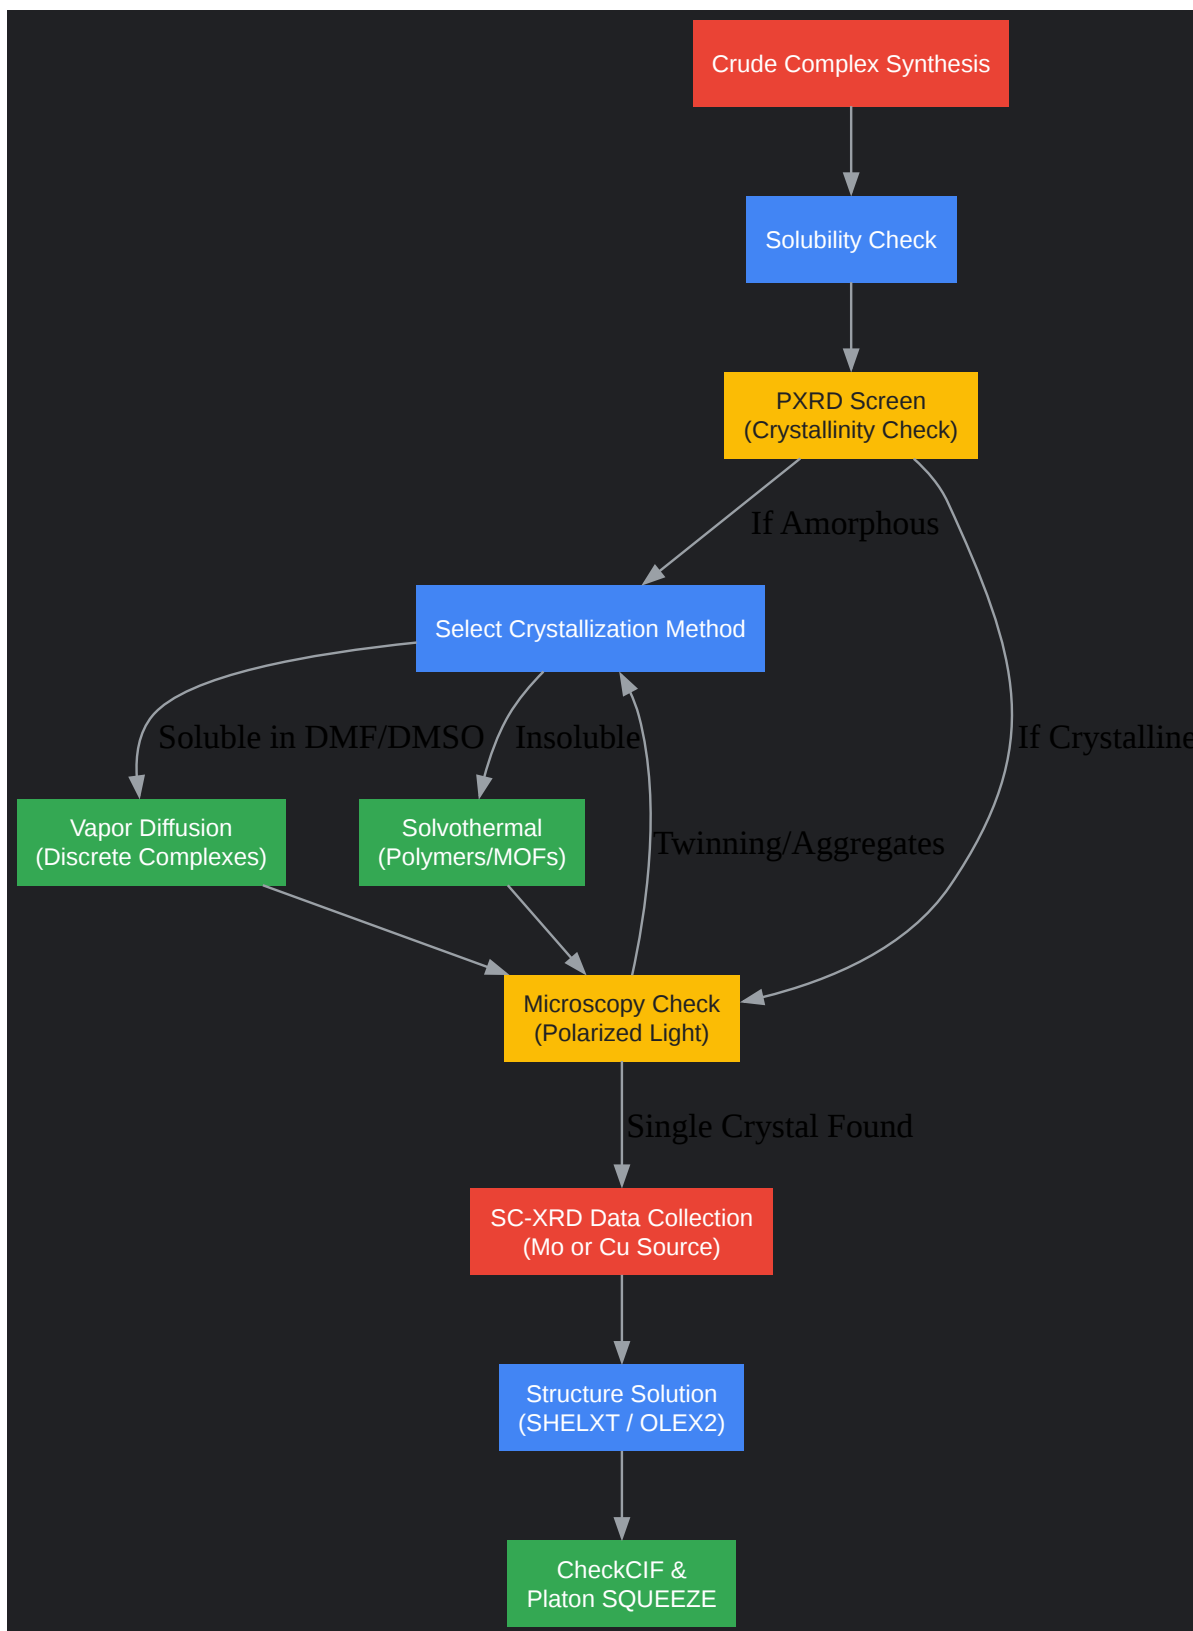 Crude Complex Synthesis
Solubility Check
PXRD Screen
(Crystallinity Check)
If Amorphous
Select Crystallization Method
Soluble in DMF/DMSO
Insoluble
If Crystalline
Vapor Diffusion
(Discrete Complexes)
Solvothermal
(Polymers/MOFs)
Twinning/Aggregates
Microscopy Check
(Polarized Light)
Single Crystal Found
SC-XRD Data Collection
(Mo or Cu Source)
Structure Solution
(SHELXT / OLEX2)
CheckCIF &
Platon SQUEEZE